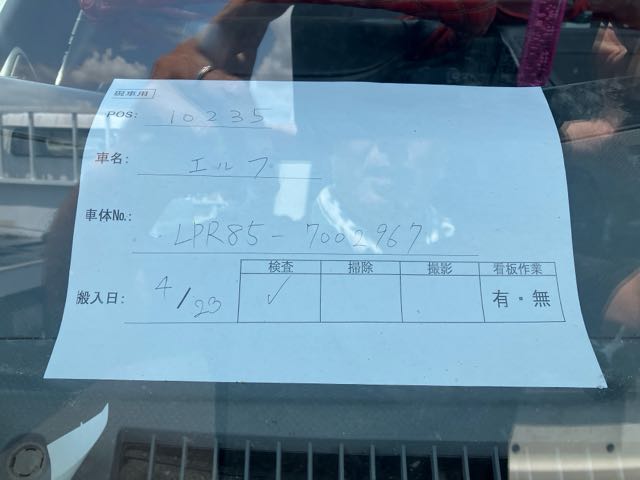 現車用
POS: 10235
車名: エルフ
車体No.: LPR85-7002967
搬入日: 4/23
検査 掃除 撮影 看板作業
✓ 有・無